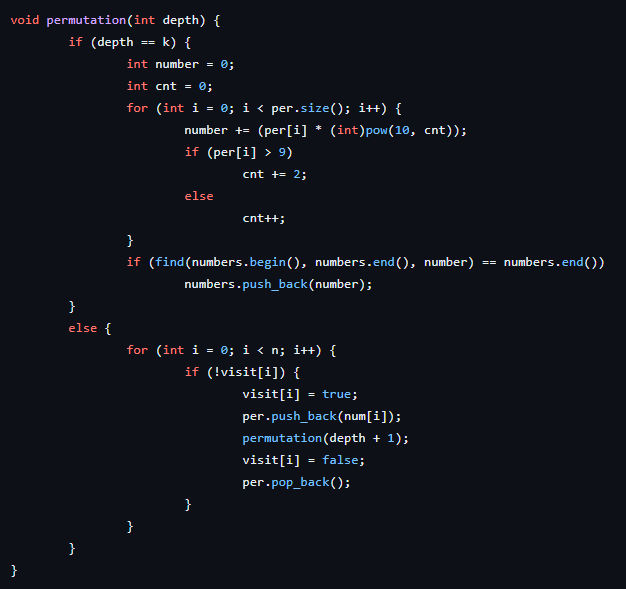 void permutation(int depth) {
        if (depth == k) {
                int number = 0;
                int cnt = 0;
                for (int i = 0; i < per.size(); i++) {
                        number += (per[i] * (int)pow(10, cnt));
                        if (per[i] > 9)
                                cnt += 2;
                        else
                                cnt++;
                }
                if (find(numbers.begin(), numbers.end(), number) == numbers.end())
                        numbers.push_back(number);
        }
        else {
                for (int i = 0; i < n; i++) {
                        if (!visit[i]) {
                                visit[i] = true;
                                per.push_back(num[i]);
                                permutation(depth + 1);
                                visit[i] = false;
                                per.pop_back();
                        }
                }
        }
}